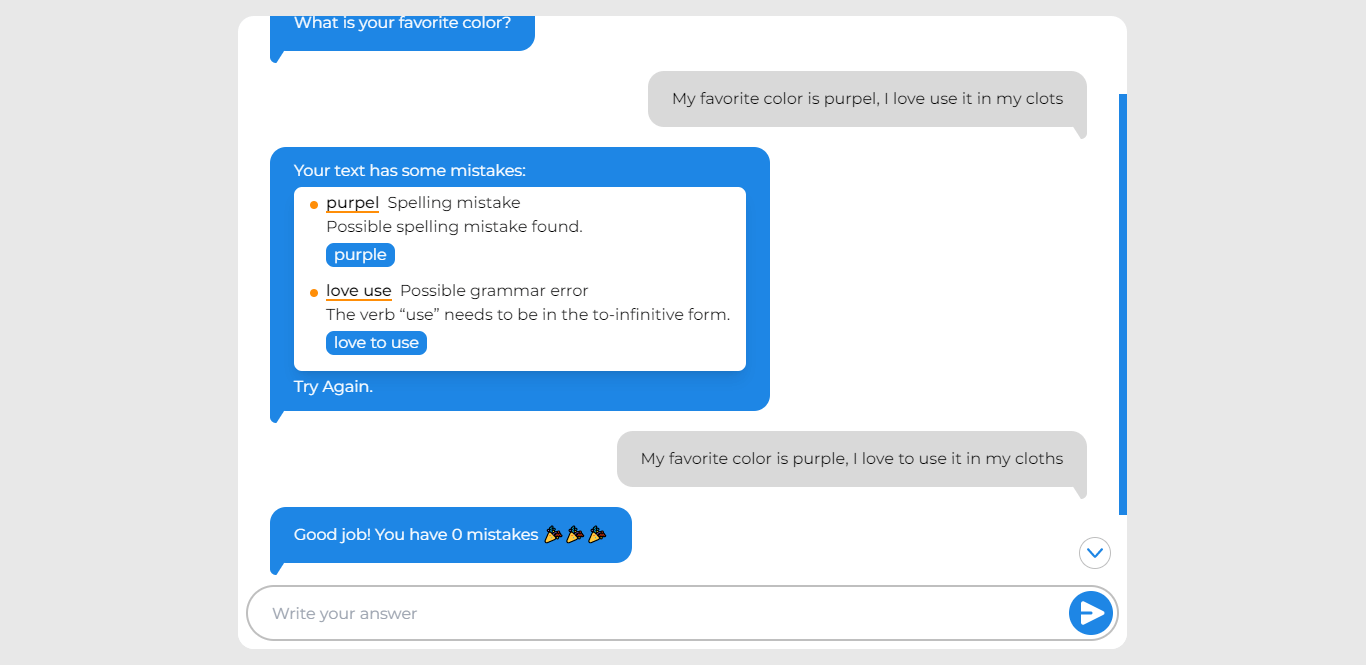 What is your favorite color?
My favorite color is purpel, I love use it in my clots
Your text has some mistakes:
purpel Spelling mistake
Possible spelling mistake found.
purple
love use Possible grammar error
The verb “use” needs to be in the to-infinitive form.
love to use
Try Again.
My favorite color is purple, I love to use it in my cloths
Good job! You have 0 mistakes 🎉🎉🎉
Write your answer